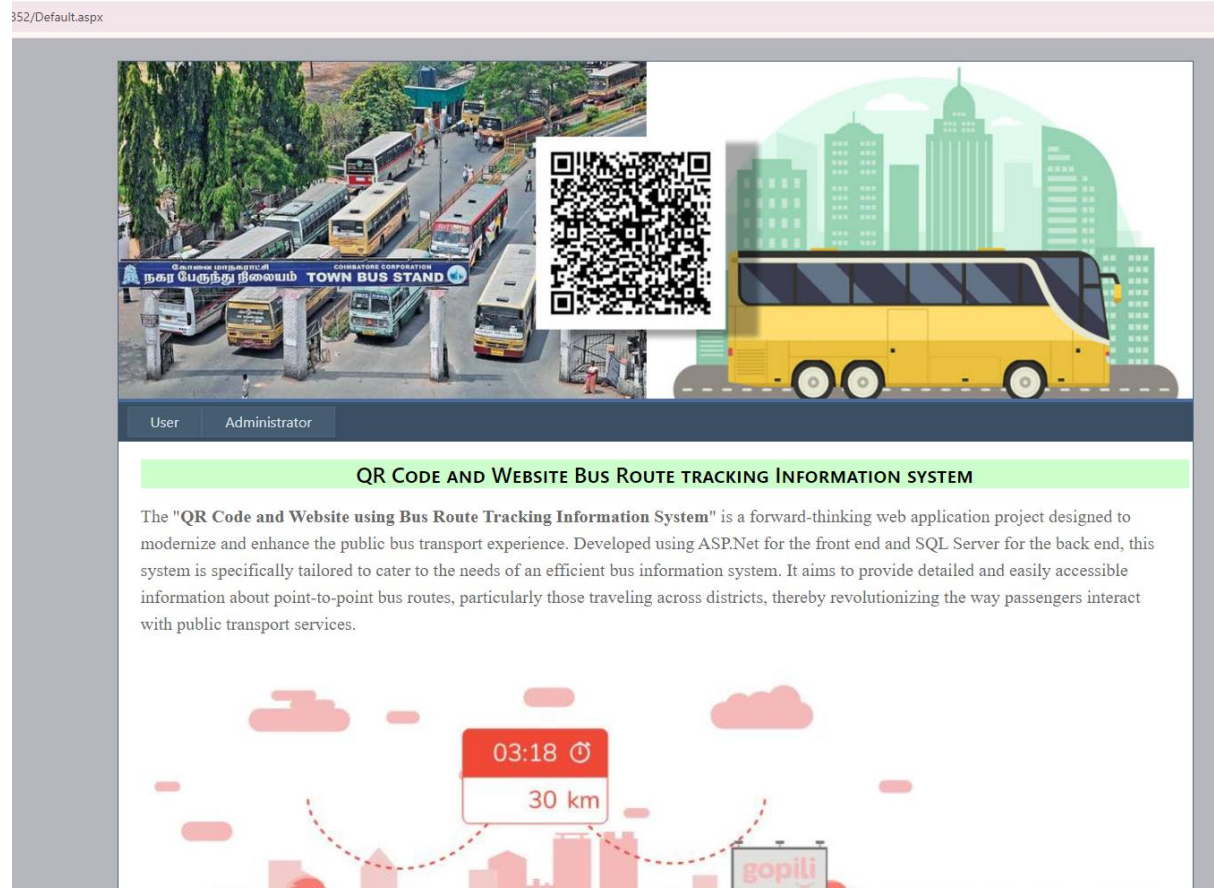 352/Default.aspx
கோவை மாநகராட்சி COIMBATORE CORPORATION
நகர பேருந்து நிலையம் TOWN BUS STAND
User Administrator
QR Code and Website Bus Route tracking Information system
The "QR Code and Website using Bus Route Tracking Information System" is a forward-thinking web application project designed to
modernize and enhance the public bus transport experience. Developed using ASP.Net for the front end and SQL Server for the back end, this
system is specifically tailored to cater to the needs of an efficient bus information system. It aims to provide detailed and easily accessible
information about point-to-point bus routes, particularly those traveling across districts, thereby revolutionizing the way passengers interact
with public transport services.
03:18
30 km
gopili